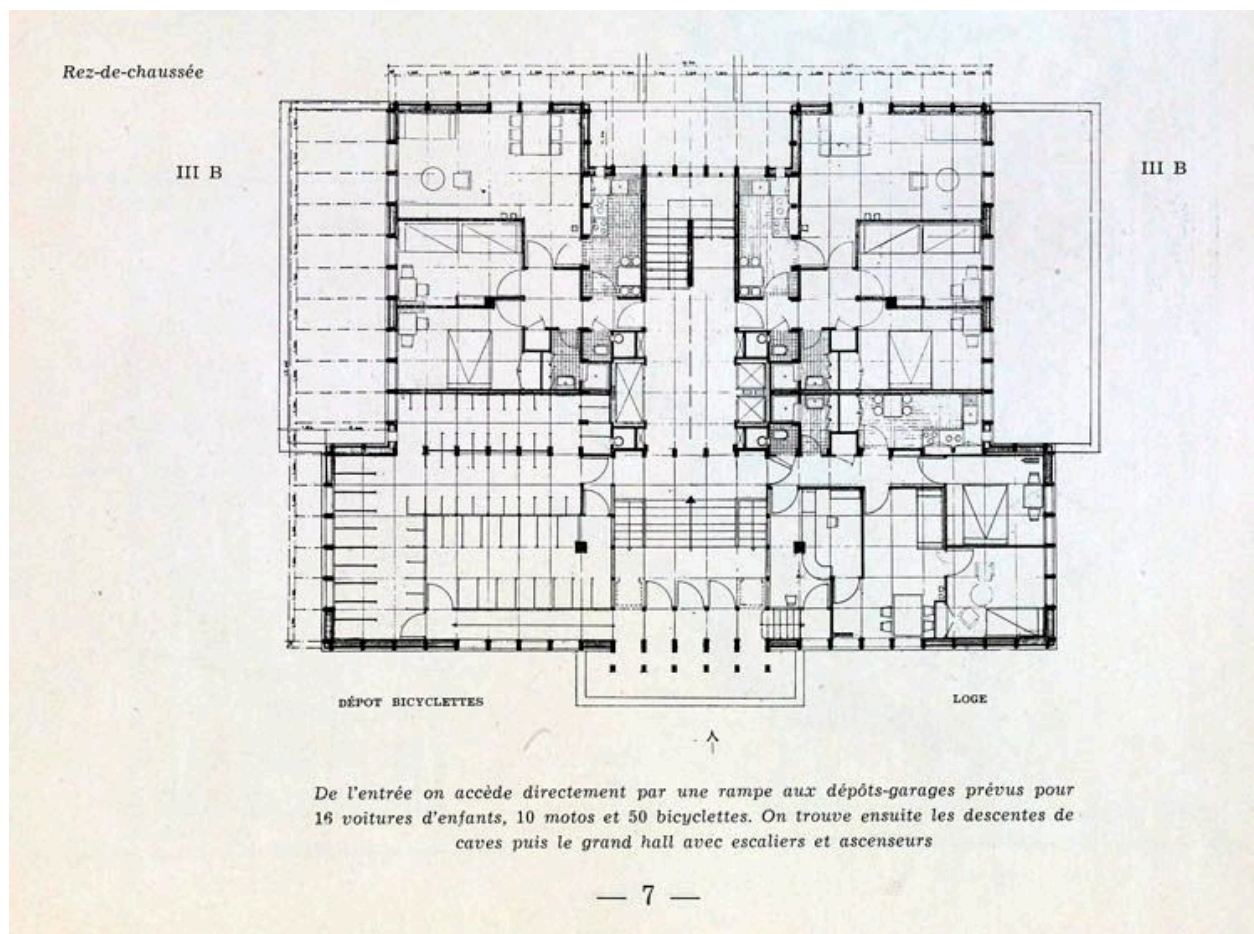 Rez-de-chaussée
III B
III B
DÉPOT BICYCLETTES
LOGE
De l'entrée on accède directement par une rampe aux dépôts-garages prévus pour
16 voitures d'enfants, 10 motos et 50 bicyclettes. On trouve ensuite les descentes de
caves puis le grand hall avec escaliers et ascenseurs
— 7 —